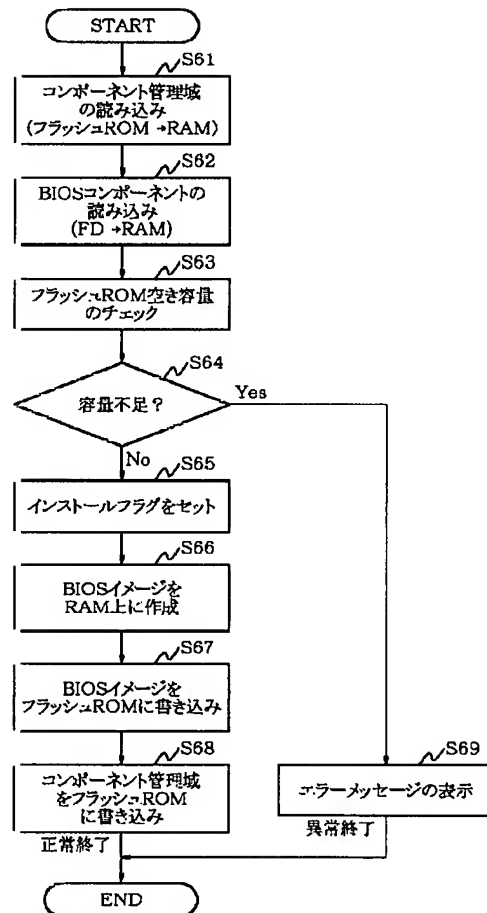 START
S61
コンポーネント管理域
の読み込み
(フラッシュROM →RAM)
S62
BIOSコンポーネントの
読み込み
(FD →RAM)
S63
フラッシュROM空き容量
のチェック
S64
容量不足?
Yes
No
S65
インストールフラグをセット
S66
BIOSイメージを
RAM上に作成
S67
BIOSイメージを
フラッシュROMに書き込み
S68
コンポーネント管理域
をフラッシュROM
に書き込み
S69
エラーメッセージの表示
正常終了
異常終了
END